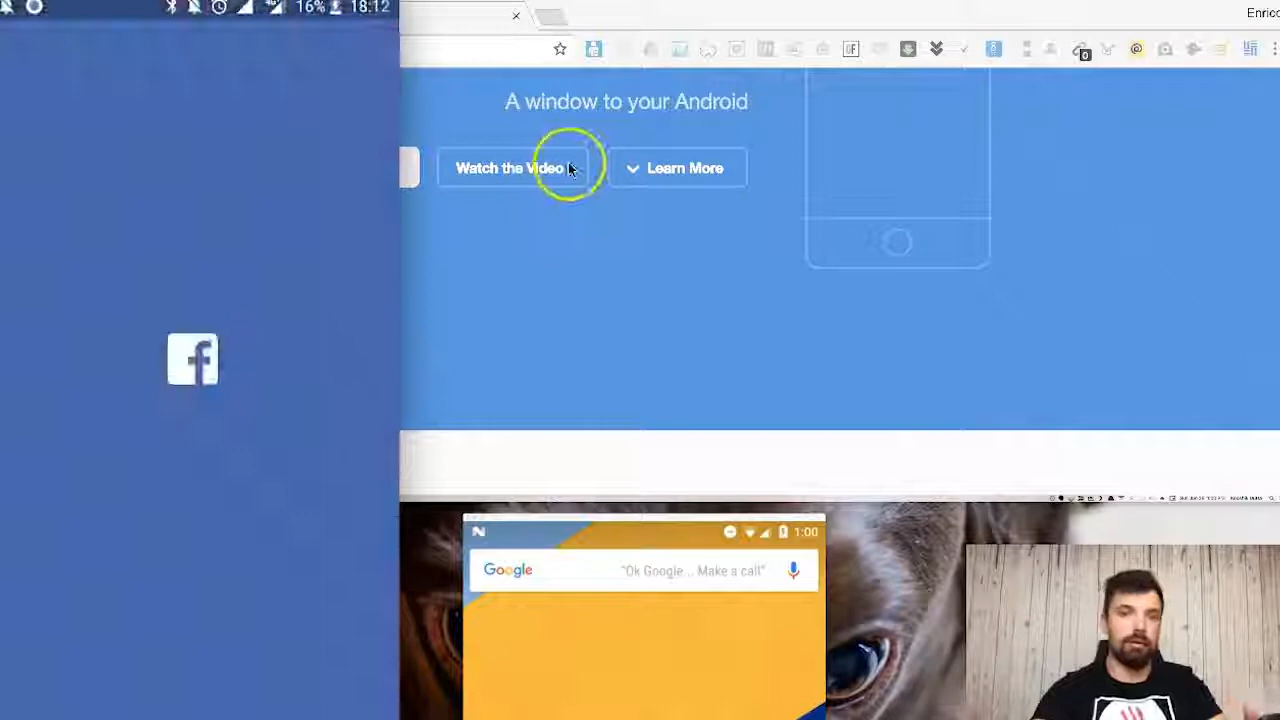 16% 18:12
Enric
0
A window to your Android
Watch the Video
Learn More
1:00
Google "Ok Google... Make a call"